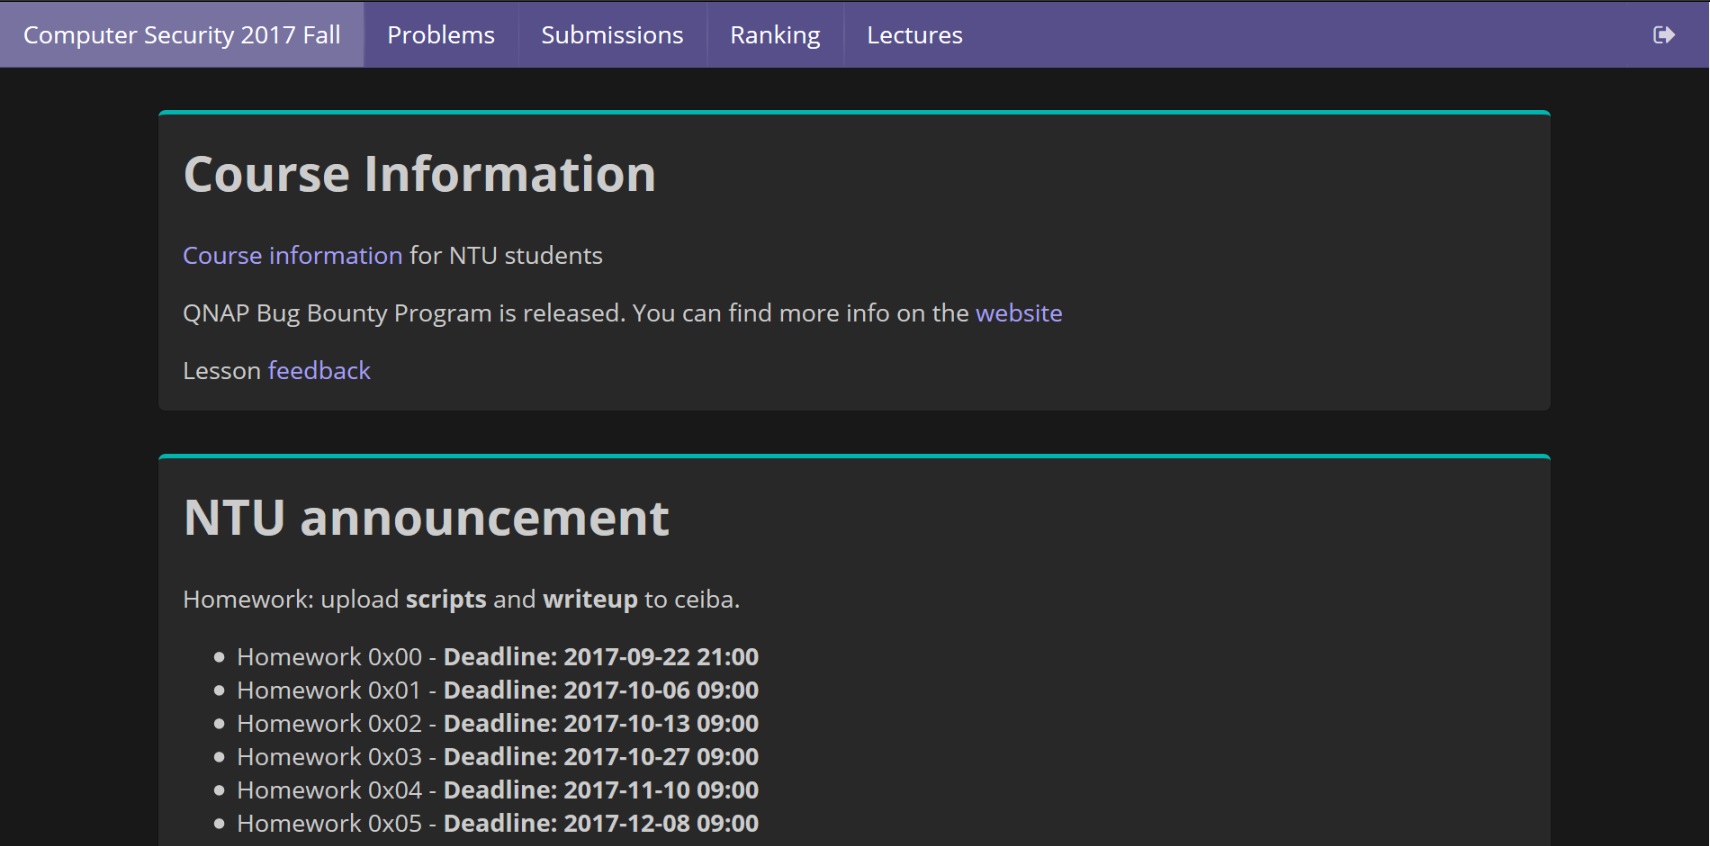 Computer Security 2017 Fall Problems Submissions Ranking Lectures
Course Information
Course information for NTU students
QNAP Bug Bounty Program is released. You can find more info on the website
Lesson feedback
NTU announcement
Homework: upload scripts and writeup to ceiba.
Homework 0x00 - Deadline: 2017-09-22 21:00
Homework 0x01 - Deadline: 2017-10-06 09:00
Homework 0x02 - Deadline: 2017-10-13 09:00
Homework 0x03 - Deadline: 2017-10-27 09:00
Homework 0x04 - Deadline: 2017-11-10 09:00
Homework 0x05 - Deadline: 2017-12-08 09:00